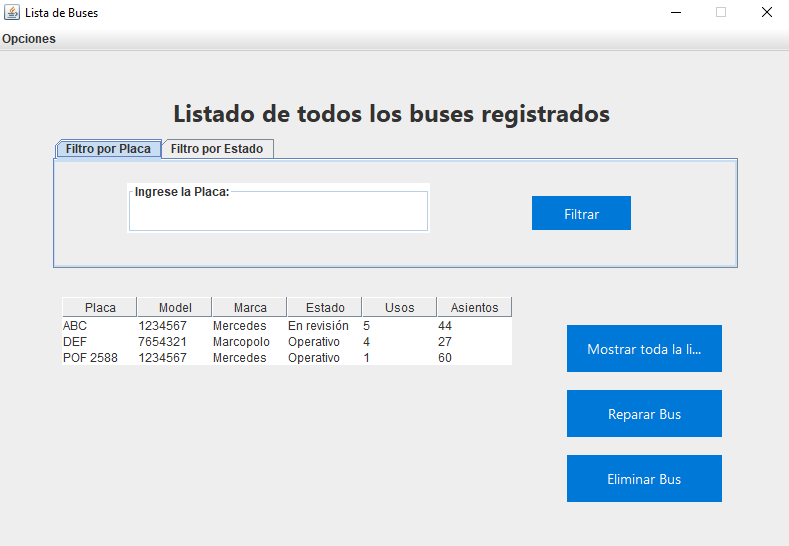 Lista de Buses
Opciones
Listado de todos los buses registrados
Filtro por Placa Filtro por Estado
Ingrese la Placa:
Filtrar
Placa Model Marca Estado Usos Asientos
ABC 1234567 Mercedes En revisión 5 44
DEF 7654321 Marcopolo Operativo 4 27
POF 2588 1234567 Mercedes Operativo 1 60
Mostrar toda la li...
Reparar Bus
Eliminar Bus